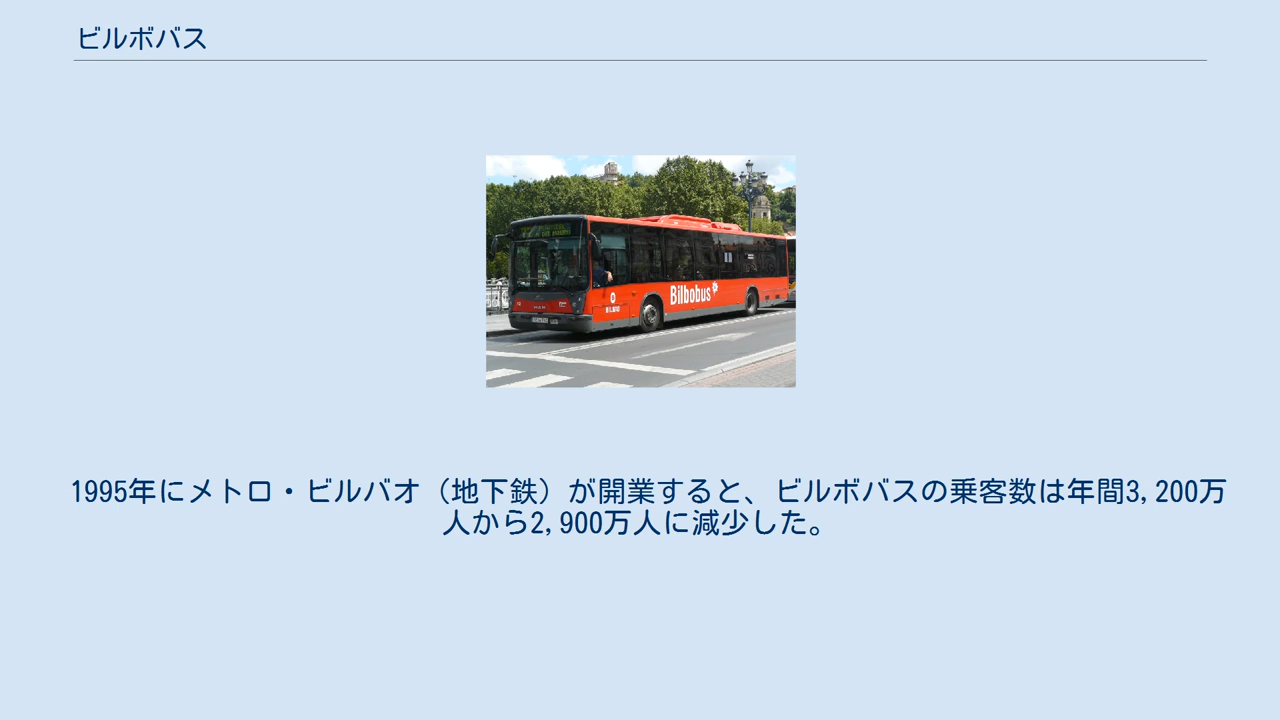 ビルボバス
Bilbobus
1995年にメトロ・ビルバオ（地下鉄）が開業すると、ビルボバスの乗客数は年間3,200万
人から2,900万人に減少した。